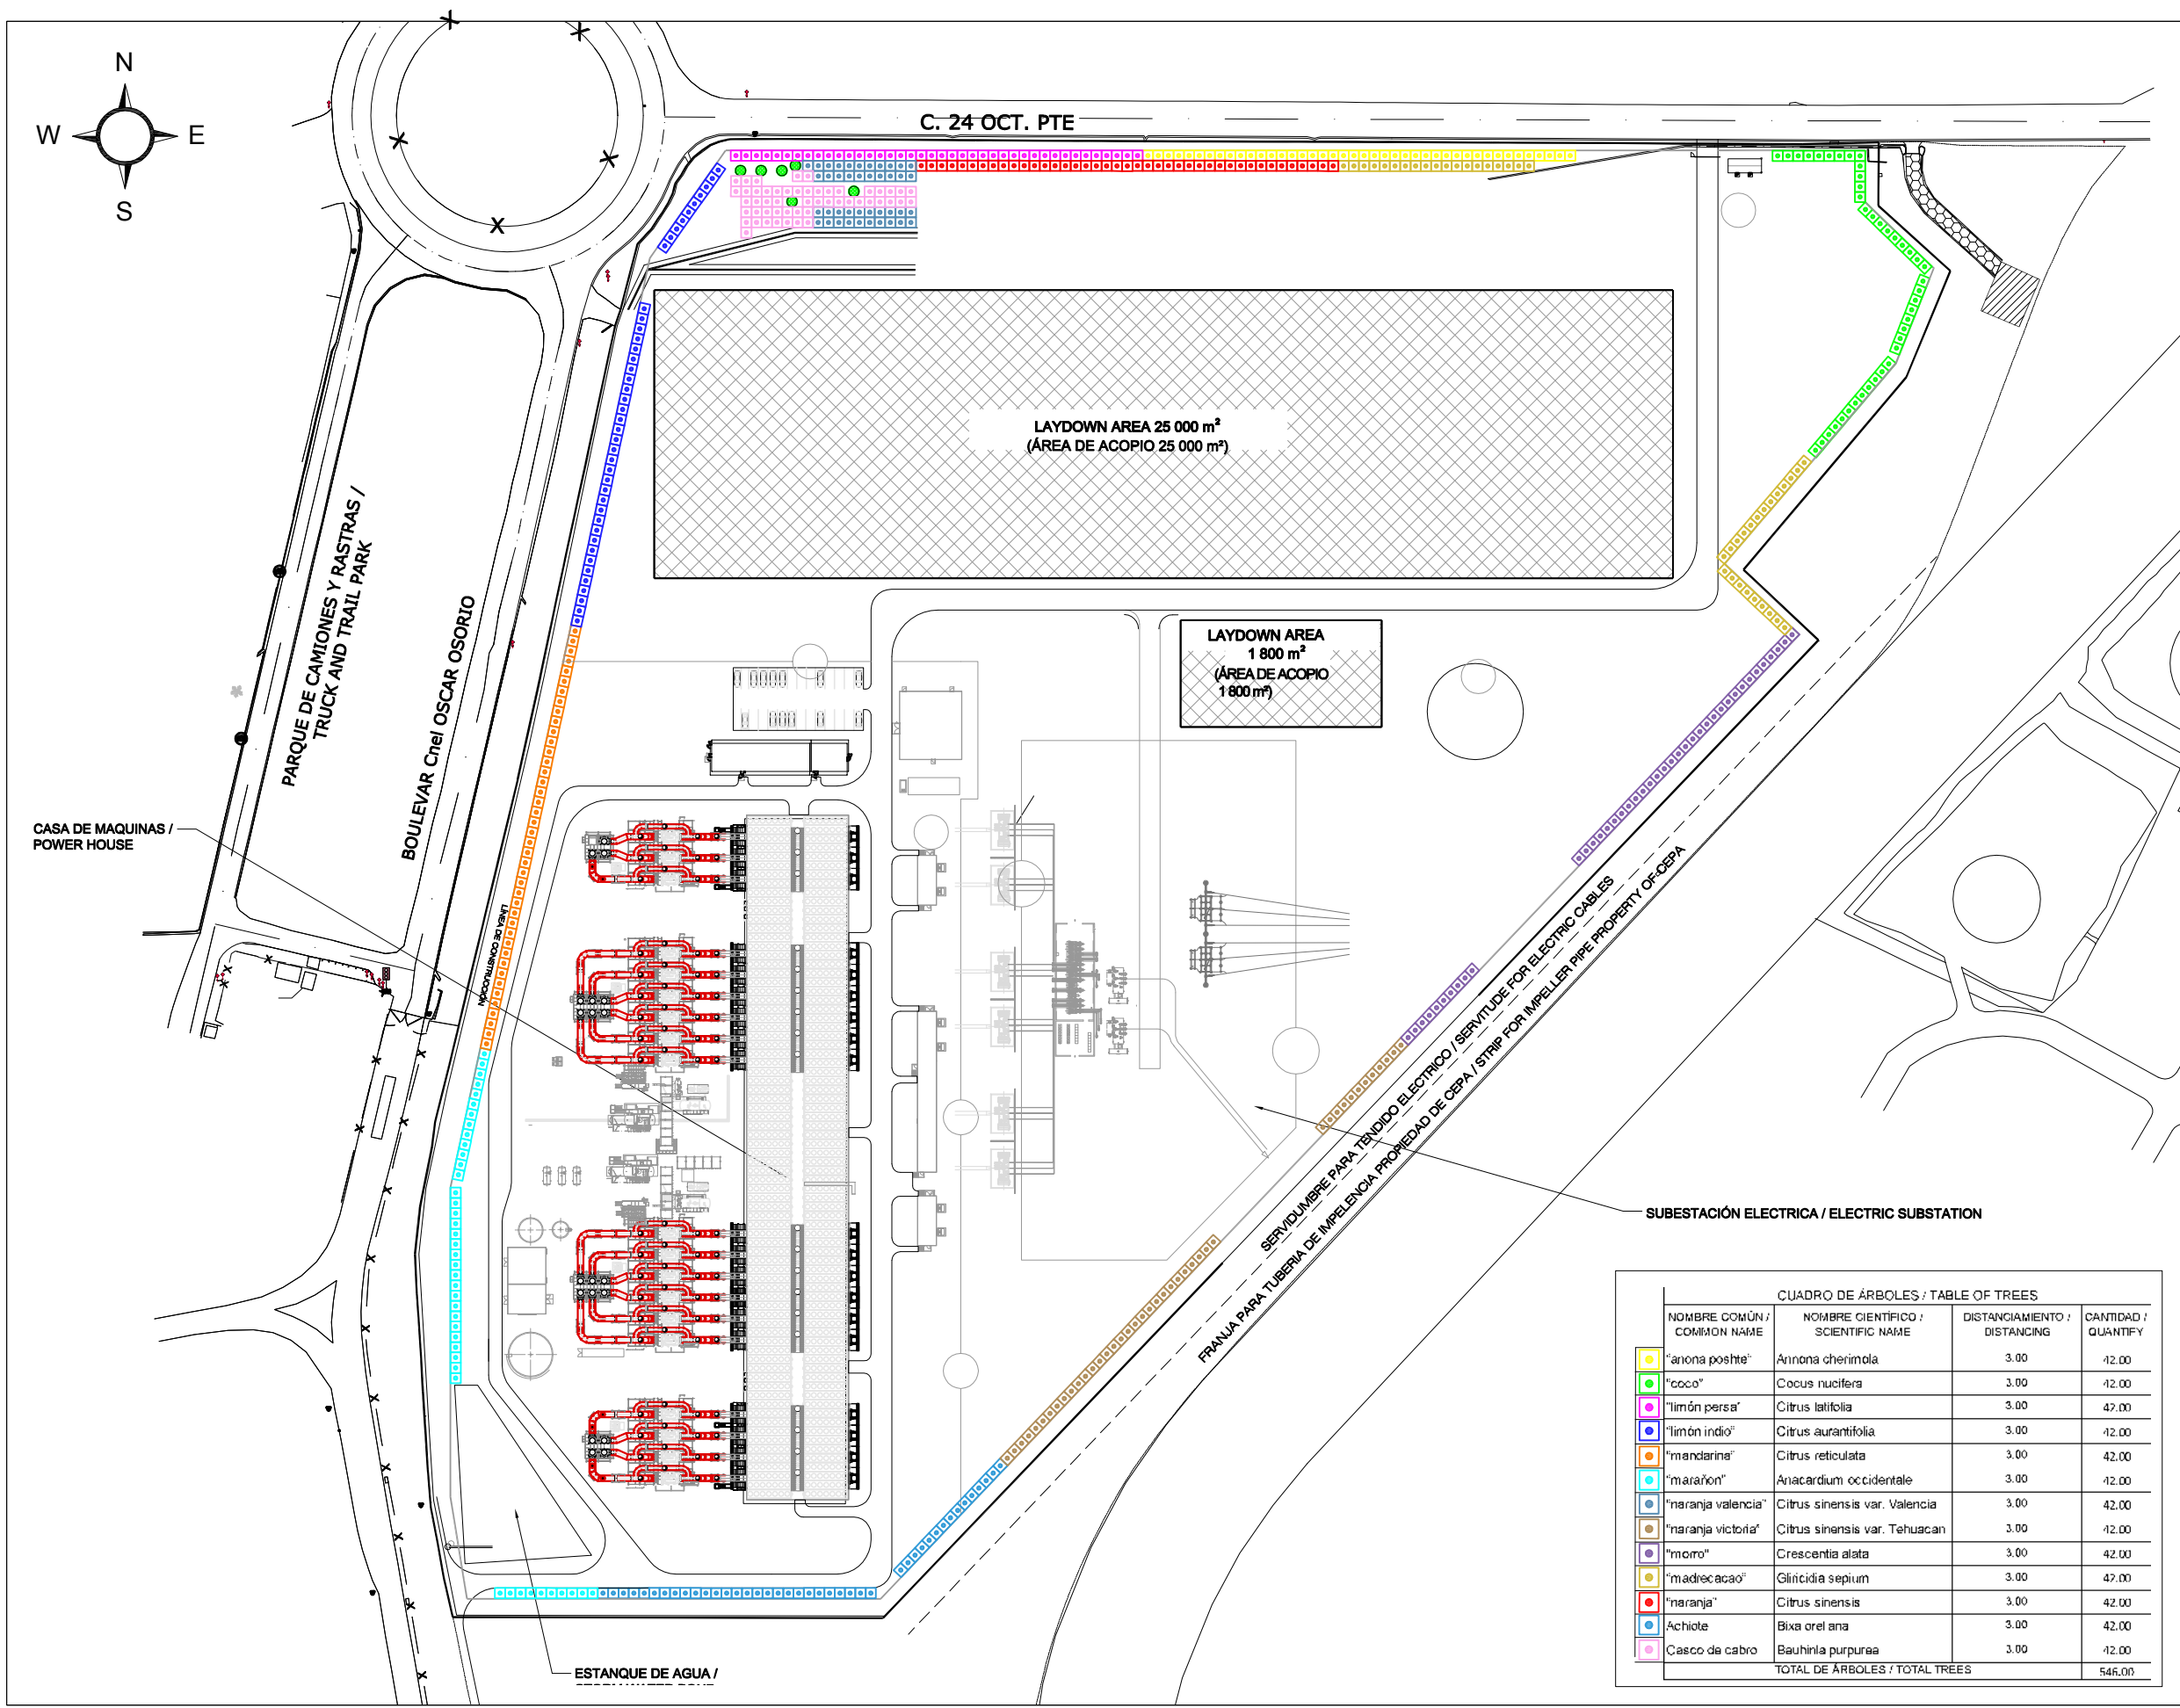 N
W E
S
C. 24 OCT. PTE
LAYDOWN AREA 25 000 m²
(ÁREA DE ACOPIO 25 000 m²)
PARQUE DE CAMIONES Y RASTRAS /
TRUCK AND TRAIL PARK
BOULEVAR Cnel OSCAR OSORIO
LAYDOWN AREA
1 800 m²
(ÁREA DE ACOPIO
1 800 m²)
CASA DE MAQUINAS /
POWER HOUSE
LÍNEA DE CONSTRUCCIÓN
SERVIDUMBRE PARA TENDIDO ELECTRICO / SERVITUDE FOR ELECTRIC CABLES
FRANJA PARA TUBERIA DE IMPELENCIA PROPIEDAD DE CEPA / STRIP FOR IMPELLER PIPE PROPERTY OF CEPA
SUBESTACIÓN ELECTRICA / ELECTRIC SUBSTATION
ESTANQUE DE AGUA /
CUADRO DE ÁRBOLES / TABLE OF TREES
NOMBRE COMÚN / COMMON NAME NOMBRE CIENTÍFICO / SCIENTIFIC NAME DISTANCIAMIENTO / DISTANCING CANTIDAD / QUANTIFY
"anona poshte" Annona cherimola 3.00 42.00
"coco" Cocus nucifera 3.00 42.00
"limón persa" Citrus latifolia 3.00 42.00
"limón indio" Citrus aurantifolia 3.00 42.00
"mandarina" Citrus reticulata 3.00 42.00
"marañon" Anacardium occidentale 3.00 42.00
"naranja valencia" Citrus sinensis var. Valencia 3.00 42.00
"naranja victoria" Citrus sinensis var. Tehuacan 3.00 42.00
"morro" Crescentia alata 3.00 42.00
"madrecacao" Gliricidia sepium 3.00 42.00
"naranja" Citrus sinensis 3.00 42.00
Achiote Bixa orellana 3.00 42.00
Casco de cabro Bauhinia purpurea 3.00 42.00
TOTAL DE ÁRBOLES / TOTAL TREES 546.00